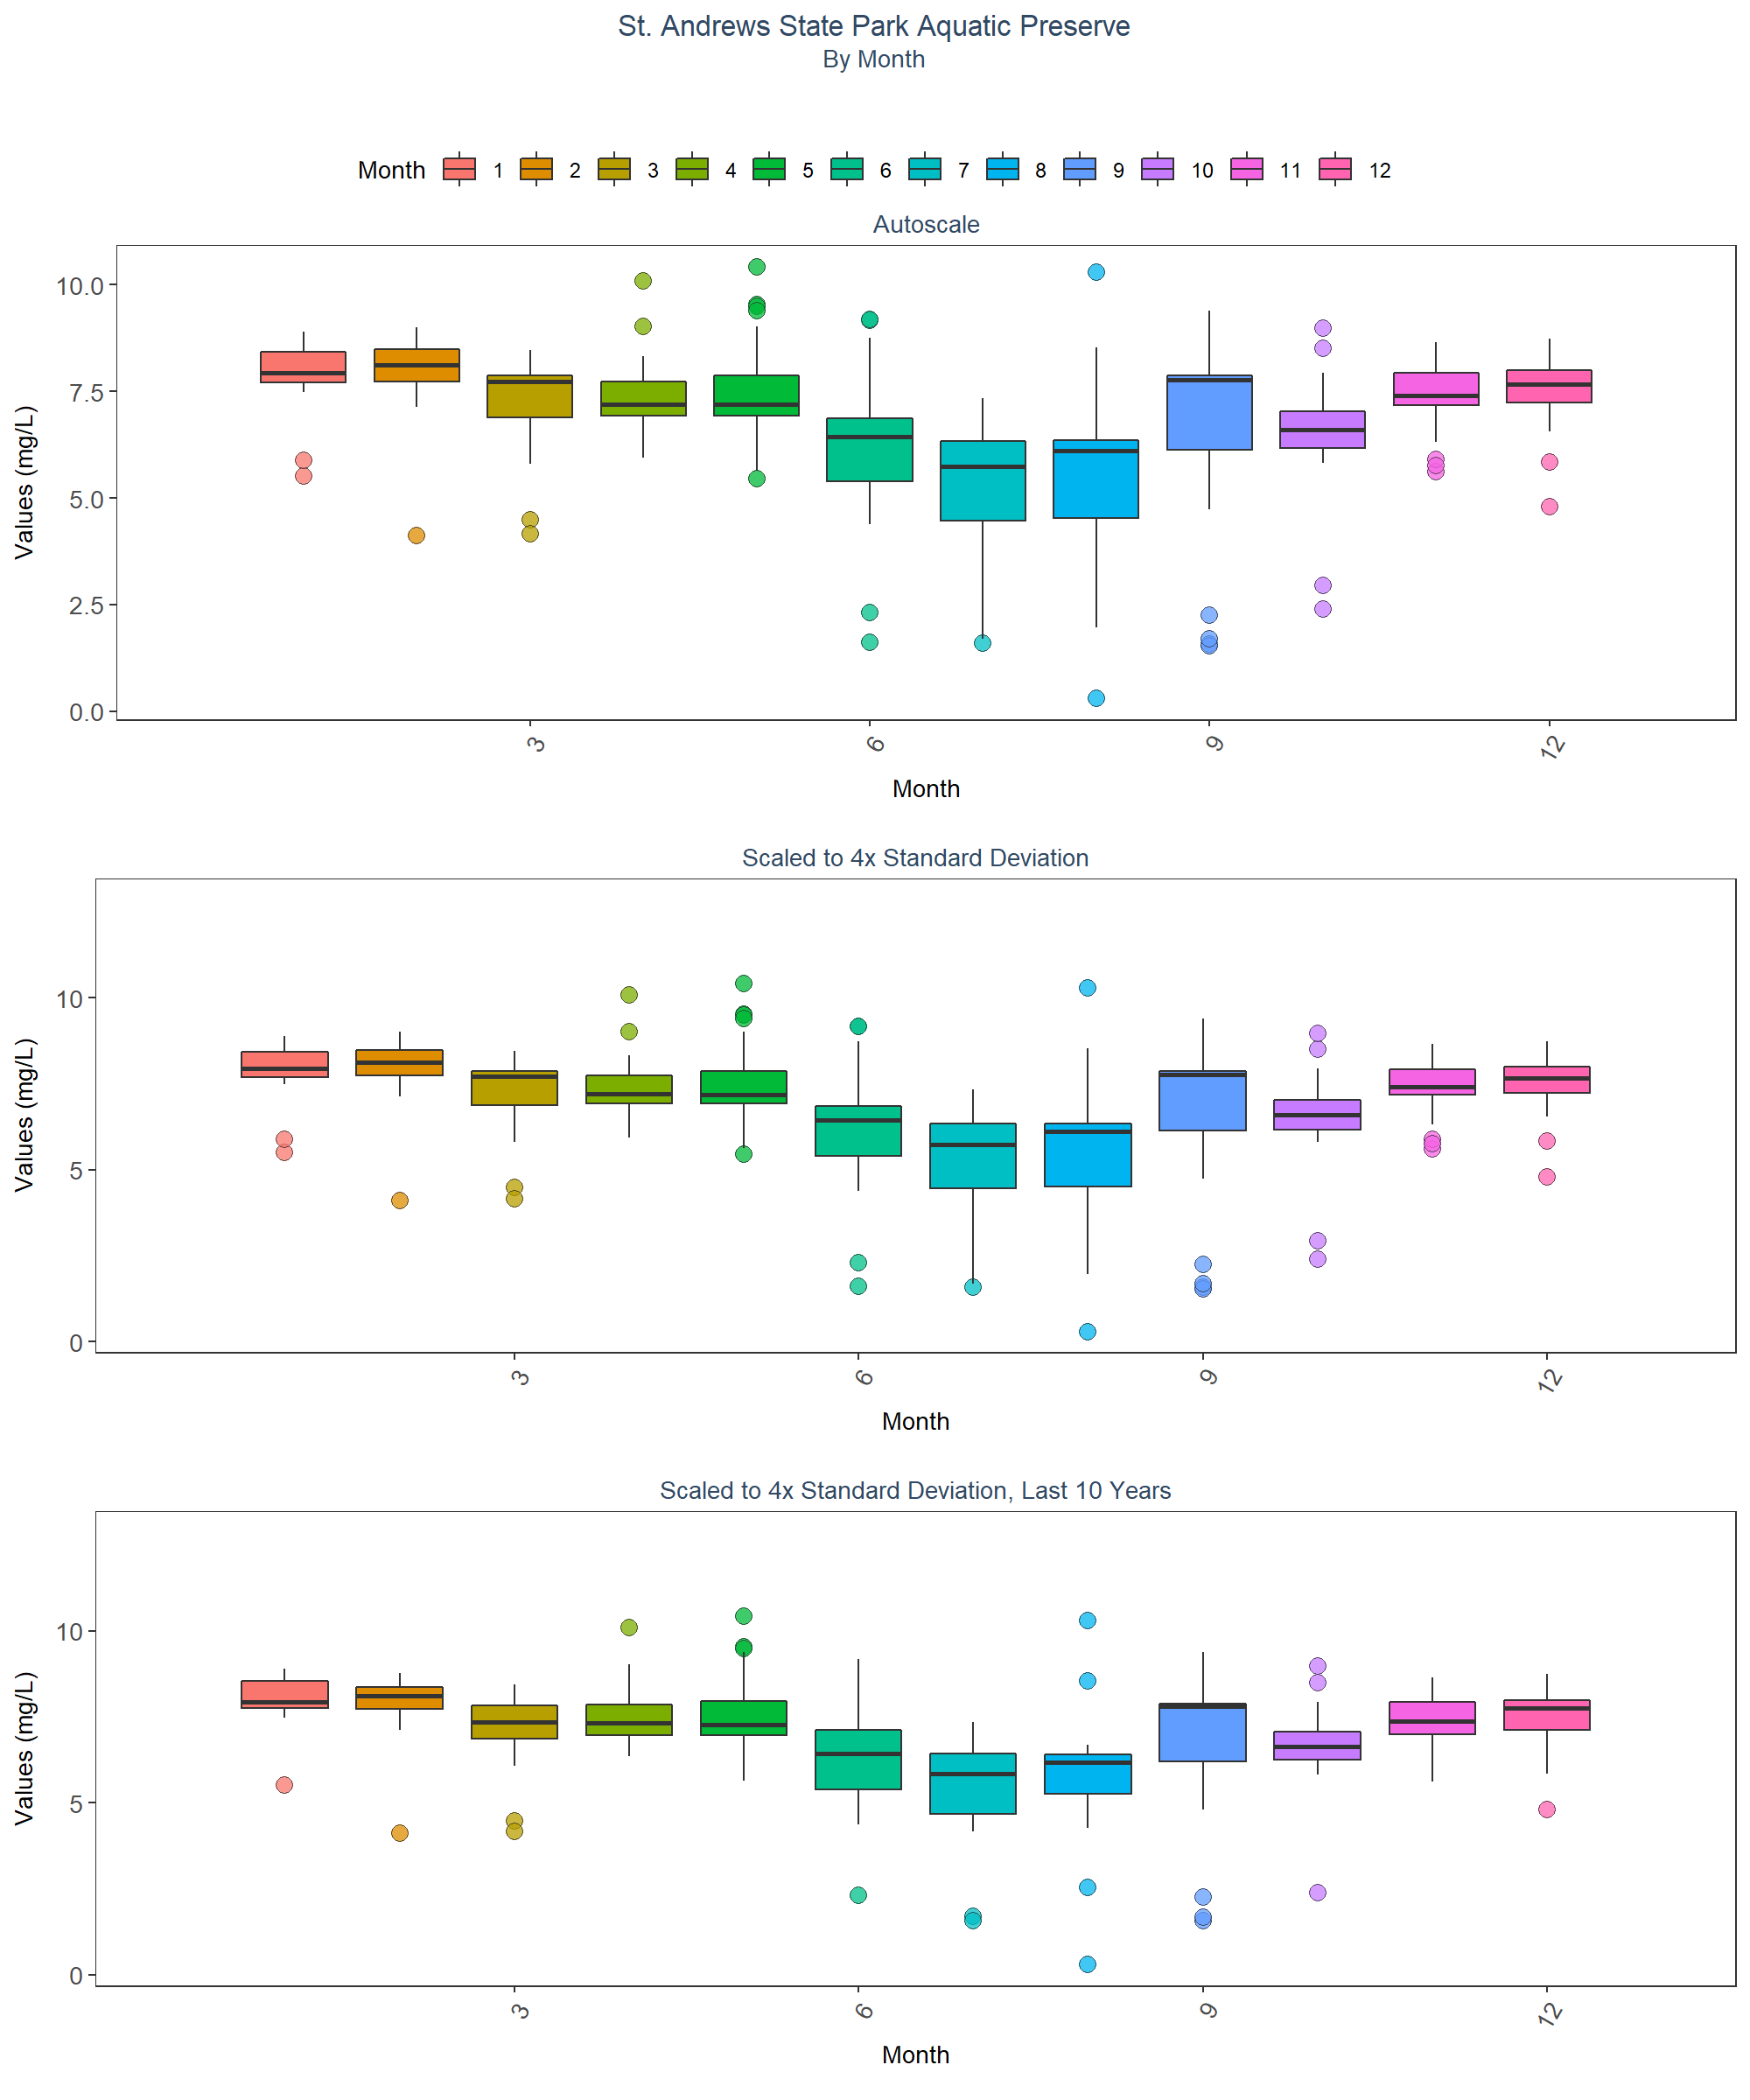 St. Andrews State Park Aquatic Preserve
By Month
Month 1 2 3 4 5 6 7 8 9 10 11 12
Autoscale
Values (mg/L)
10.0
7.5
5.0
2.5
0.0
3 6 9 12
Month
Scaled to 4x Standard Deviation
Values (mg/L)
10
5
0
3 6 9 12
Month
Scaled to 4x Standard Deviation, Last 10 Years
Values (mg/L)
10
5
0
3 6 9 12
Month